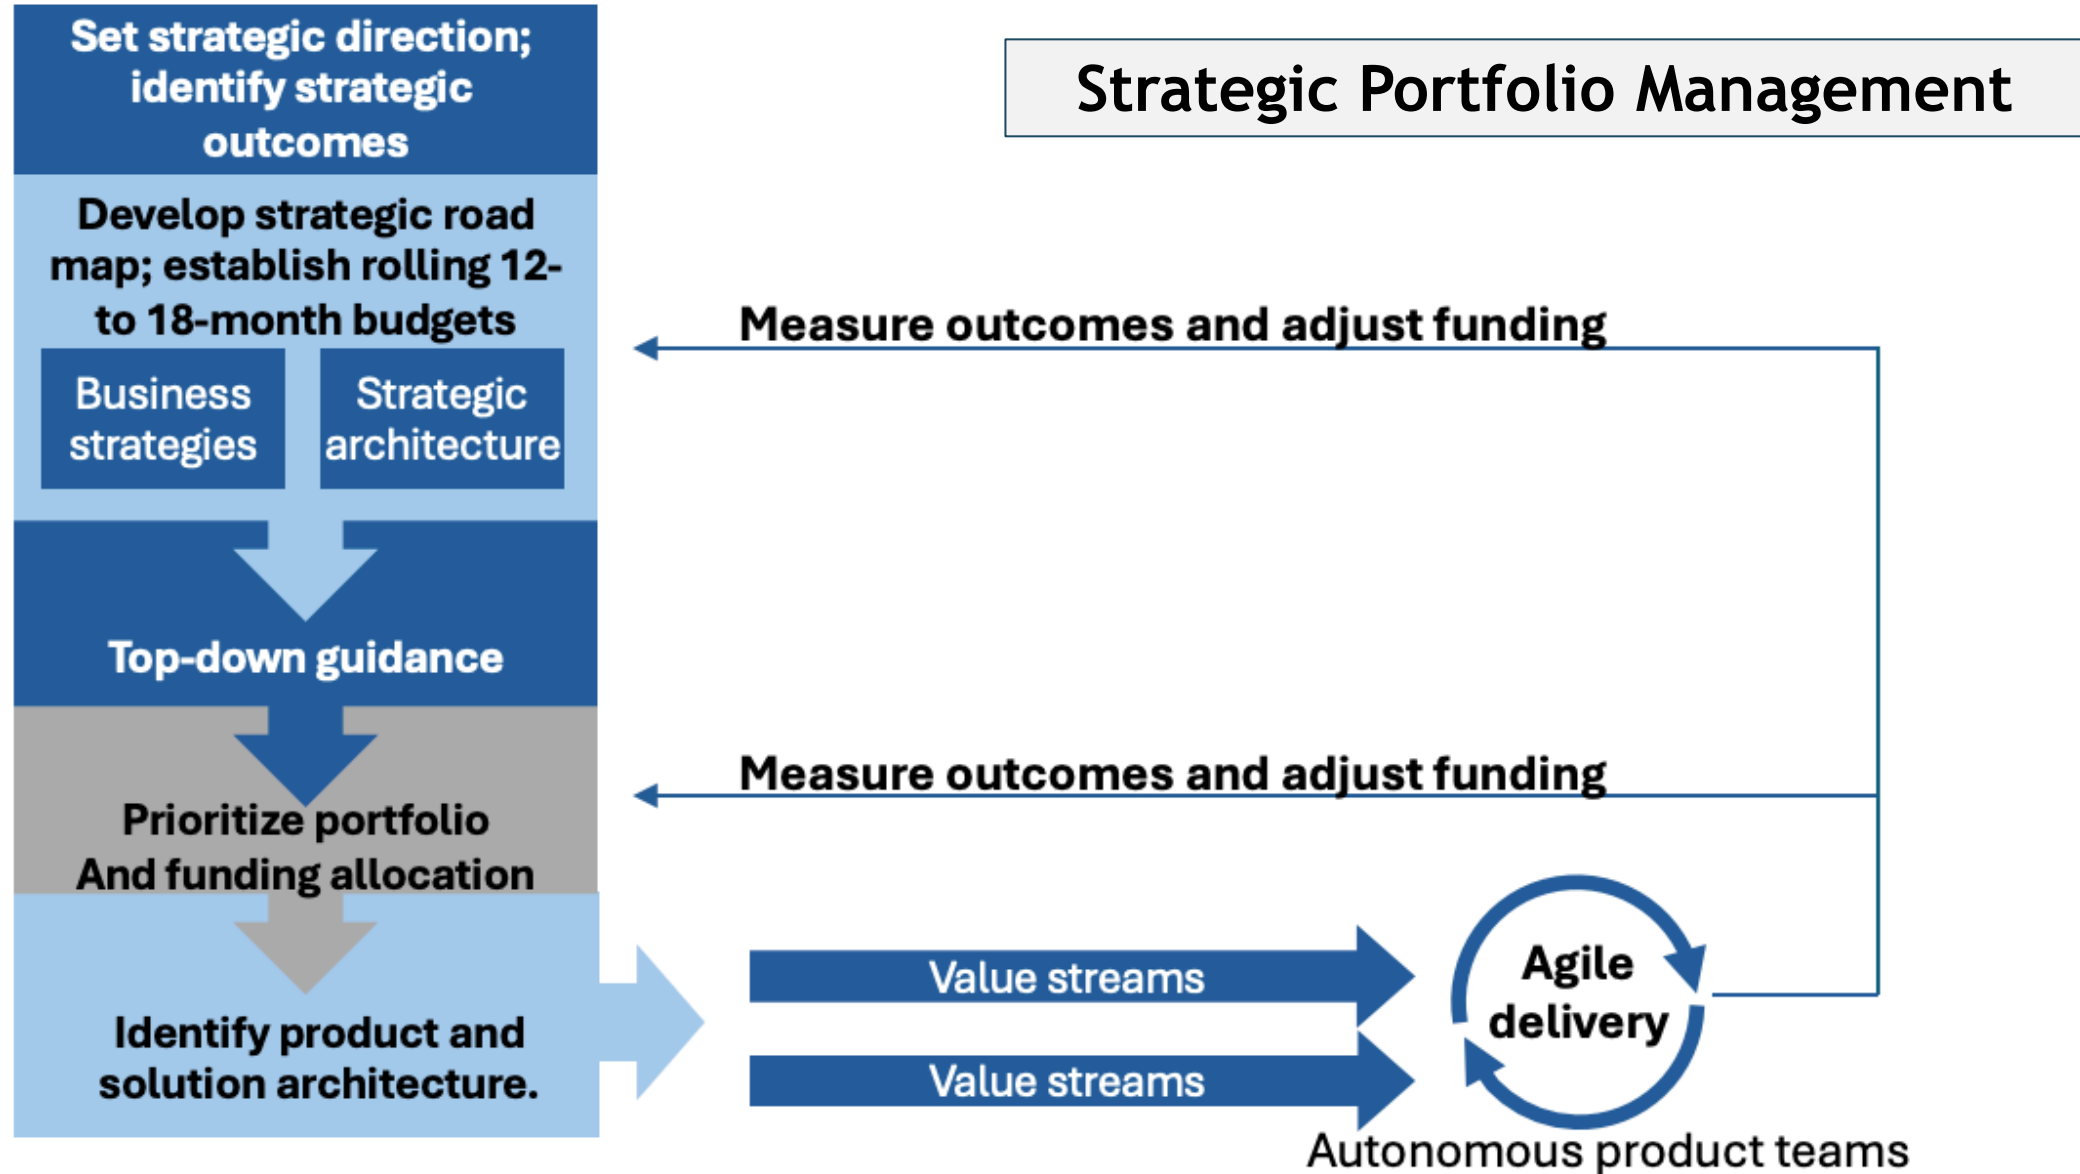 Set strategic direction;
identify strategic
outcomes
Strategic Portfolio Management
Develop strategic road
map; establish rolling 12-
to 18-month budgets
Business
strategies
Strategic
architecture
Measure outcomes and adjust funding
Top-down guidance
Measure outcomes and adjust funding
Prioritize portfolio
And funding allocation
Identify product and
solution architecture.
Value streams
Value streams
Agile
delivery
Autonomous product teams